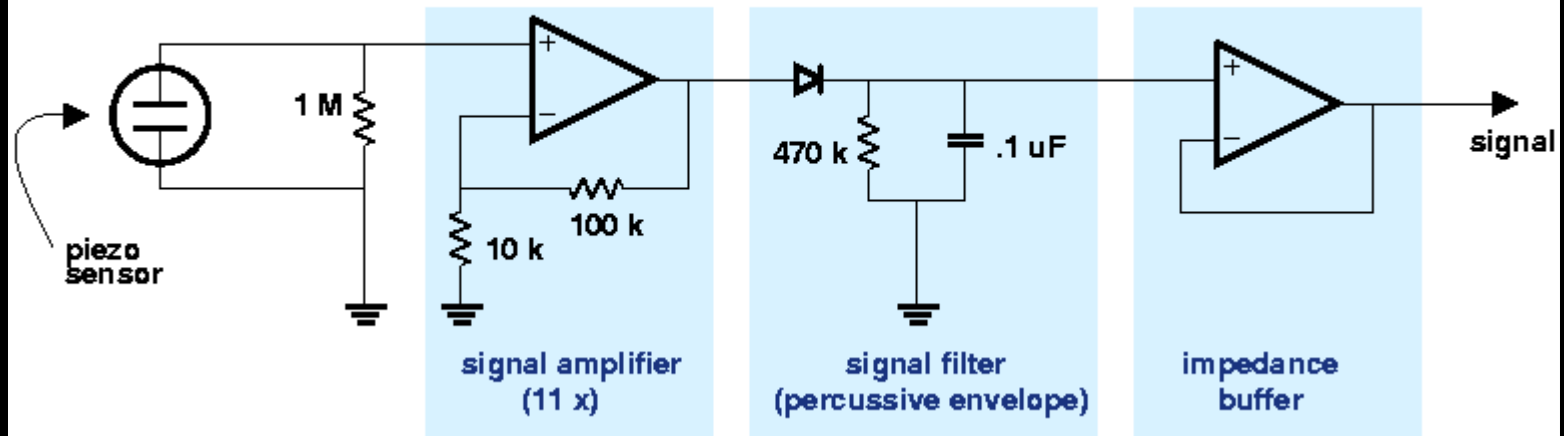 piezo
sensor
1 M
+
−
10 k
100 k
signal amplifier
(11 x)
470 k
.1 uF
signal filter
(percussive envelope)
+
−
impedance
buffer
signal